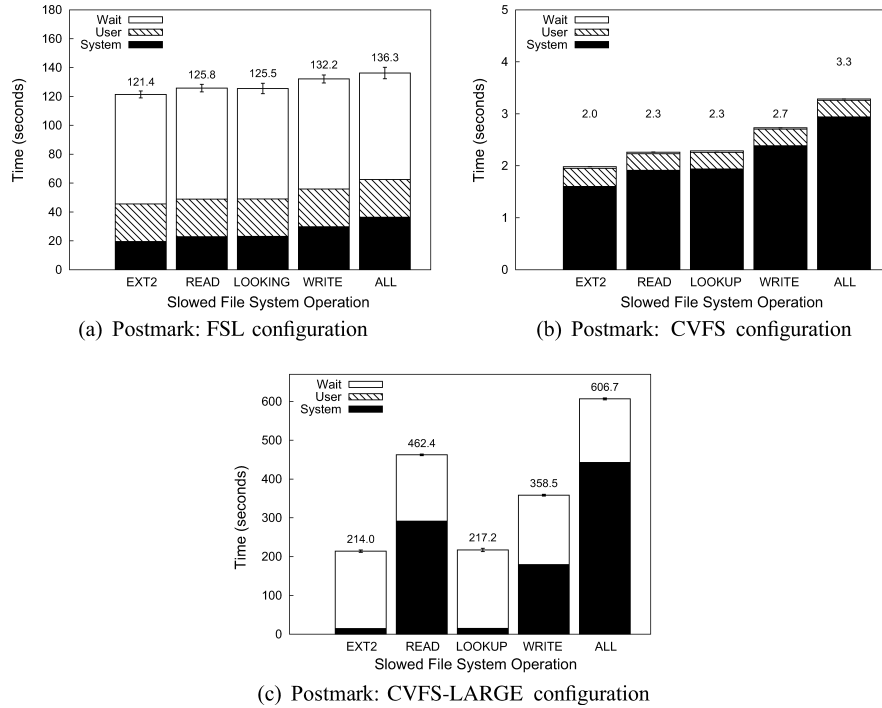 180
160
140
120
100
80
60
40
20
0
Time (seconds)
Wait
User
System
121.4
125.8
125.5
132.2
136.3
EXT2 READ LOOKING WRITE ALL
Slowed File System Operation
(a) Postmark: FSL configuration
5
4
3
2
1
0
Time (seconds)
Wait
User
System
2.0
2.3
2.3
2.7
3.3
EXT2 READ LOOKUP WRITE ALL
Slowed File System Operation
(b) Postmark: CVFS configuration
600
500
400
300
200
100
0
Time (seconds)
Wait
User
System
214.0
462.4
217.2
358.5
606.7
EXT2 READ LOOKUP WRITE ALL
Slowed File System Operation
(c) Postmark: CVFS-LARGE configuration